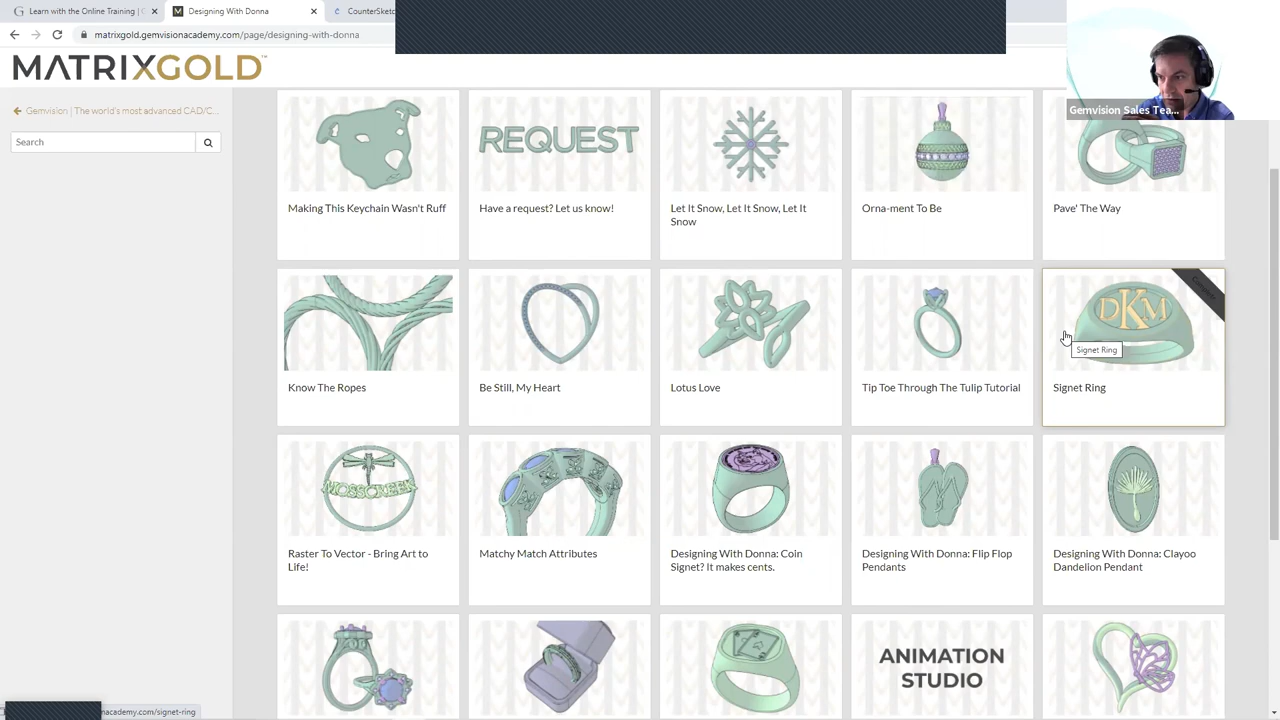 Learn with the Online Training | G
Designing With Donna
CounterSketc
matrixgold.gemvisionacademy.com/page/designing-with-donna
MATRIXGOLD™
Gemvision Sales Tea...
Gemvision | The world's most advanced CAD/C...
Search
REQUEST
Making This Keychain Wasn't Ruff
Have a request? Let us know!
Let It Snow, Let It Snow, Let It
Snow
Orna-ment To Be
Pave' The Way
DKM
Signet Ring
Know The Ropes
Be Still, My Heart
Lotus Love
Tip Toe Through The Tulip Tutorial
Signet Ring
MOSSCREEK
Raster To Vector - Bring Art to
Life!
Matchy Match Attributes
Designing With Donna: Coin
Signet? It makes cents.
Designing With Donna: Flip Flop
Pendants
Designing With Donna: Clayoo
Dandelion Pendant
ANIMATION
STUDIO
onacademy.com/signet-ring